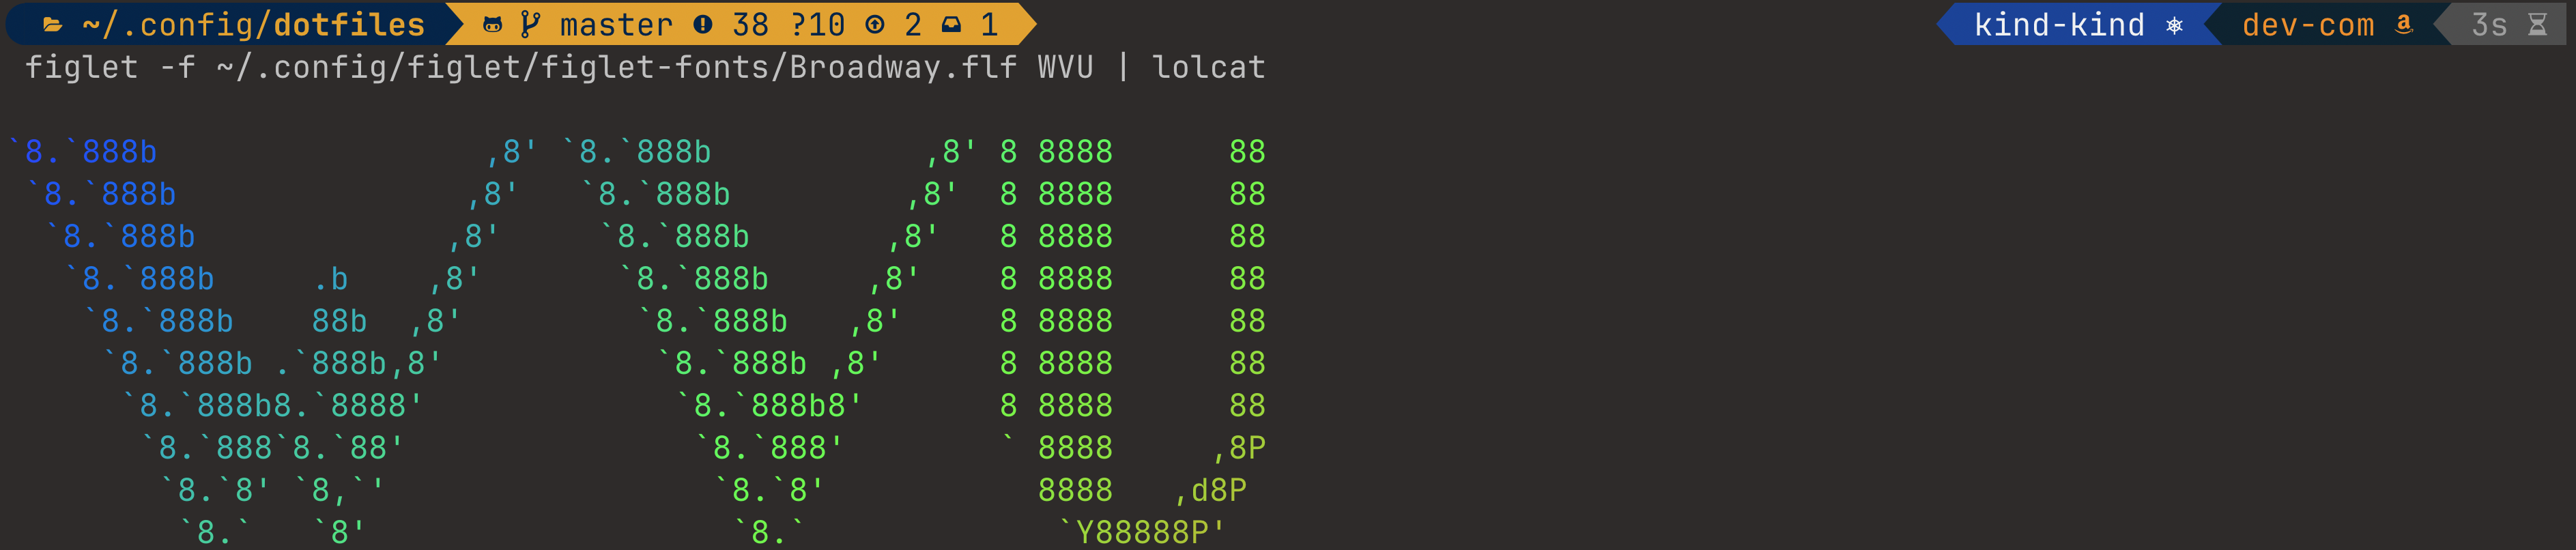 ~/.config/dotfiles master 38 ?10 2 1 kind-kind dev-com 3s
figlet -f ~/.config/figlet/figlet-fonts/Broadway.flf WVU | lolcat
`8.`888b                 ,8' `8.`888b           ,8' 8 8888      88
 `8.`888b               ,8'   `8.`888b         ,8'  8 8888      88
  `8.`888b             ,8'     `8.`888b       ,8'   8 8888      88
   `8.`888b     .b    ,8'       `8.`888b     ,8'    8 8888      88
    `8.`888b    88b  ,8'         `8.`888b   ,8'     8 8888      88
     `8.`888b .`888b,8'           `8.`888b ,8'      8 8888      88
      `8.`888b8.`8888'             `8.`888b8'       8 8888      88
       `8.`888`8.`88'               `8.`888'        ` 8888     ,8P
        `8.`8' `8,`'                 `8.`8'           8888   ,d8P
         `8.`   `8'                   `8.`             `Y88888P'